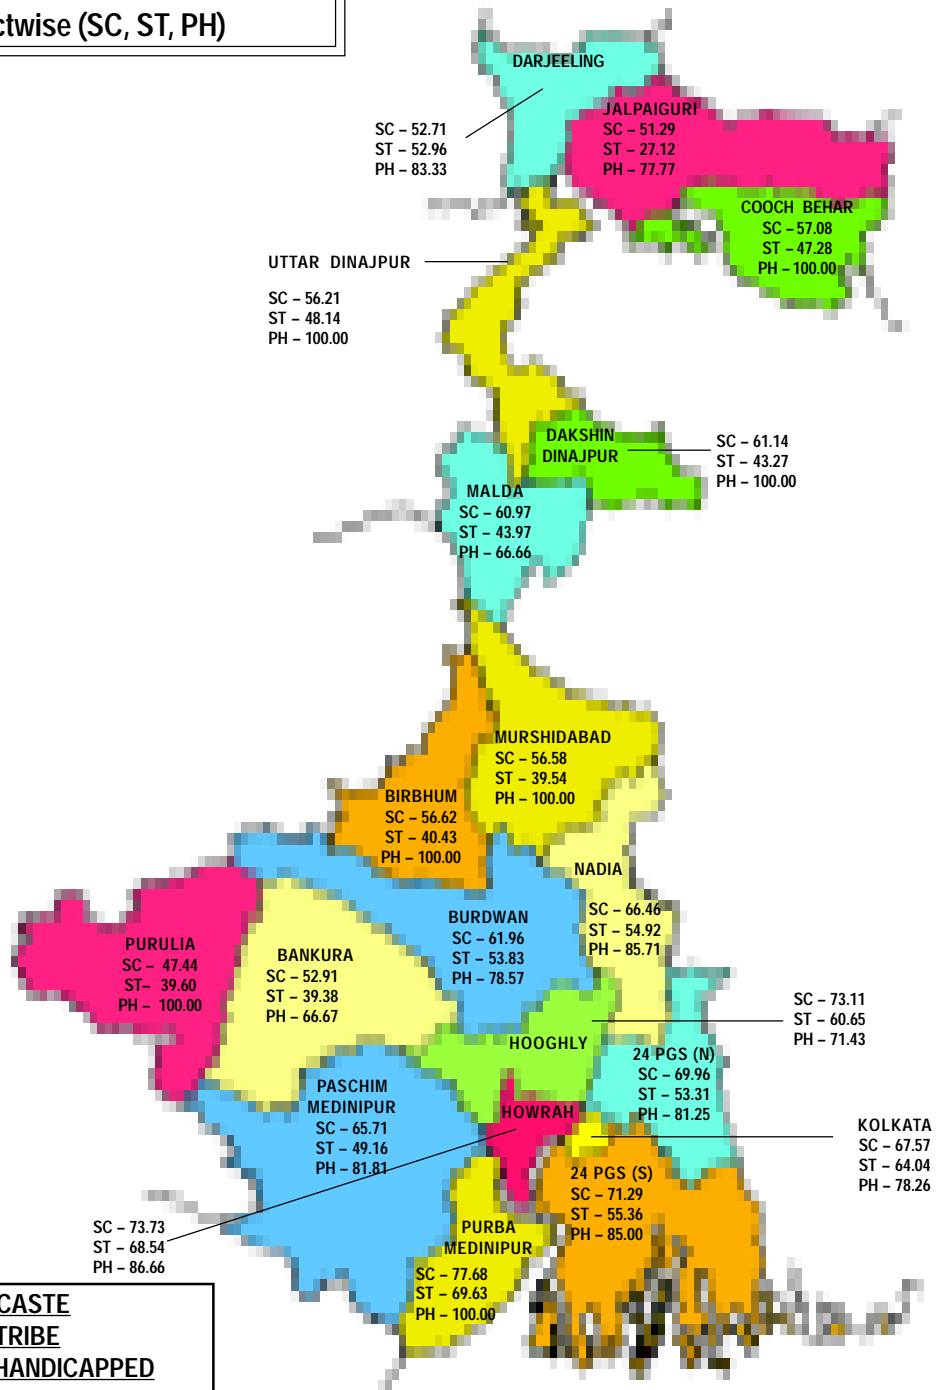 ctwise (SC, ST, PH)
DARJEELING
SC – 52.71
ST – 52.96
PH – 83.33
JALPAIGURI
SC – 51.29
ST – 27.12
PH – 77.77
COOCH BEHAR
SC – 57.08
ST – 47.28
PH – 100.00
UTTAR DINAJPUR
SC – 56.21
ST – 48.14
PH – 100.00
DAKSHIN
DINAJPUR
SC – 61.14
ST – 43.27
PH – 100.00
MALDA
SC – 60.97
ST – 43.97
PH – 66.66
MURSHIDABAD
SC – 56.58
ST – 39.54
PH – 100.00
BIRBHUM
SC – 56.62
ST – 40.43
PH – 100.00
NADIA
SC – 66.46
ST – 54.92
PH – 85.71
BURDWAN
SC – 61.96
ST – 53.83
PH – 78.57
PURULIA
SC – 47.44
ST– 39.60
PH – 100.00
BANKURA
SC – 52.91
ST – 39.38
PH – 66.67
HOOGHLY
SC – 73.11
ST – 60.65
PH – 71.43
24 PGS (N)
SC – 69.96
ST – 53.31
PH – 81.25
PASCHIM
MEDINIPUR
SC – 65.71
ST – 49.16
PH – 81.81
HOWRAH
SC – 73.73
ST – 68.54
PH – 86.66
KOLKATA
SC – 67.57
ST – 64.04
PH – 78.26
24 PGS (S)
SC – 71.29
ST – 55.36
PH – 85.00
PURBA
MEDINIPUR
SC – 77.68
ST – 69.63
PH – 100.00
CASTE
TRIBE
HANDICAPPED